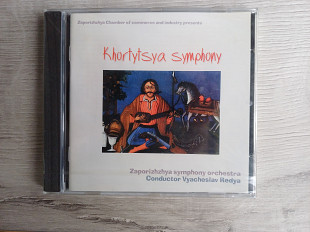 Zaporizhzhya Chamber of commerce and industry presents
Khortytsya symphony
Zaporizhzhya symphony orchestra
Conductor Vyacheslav Redya